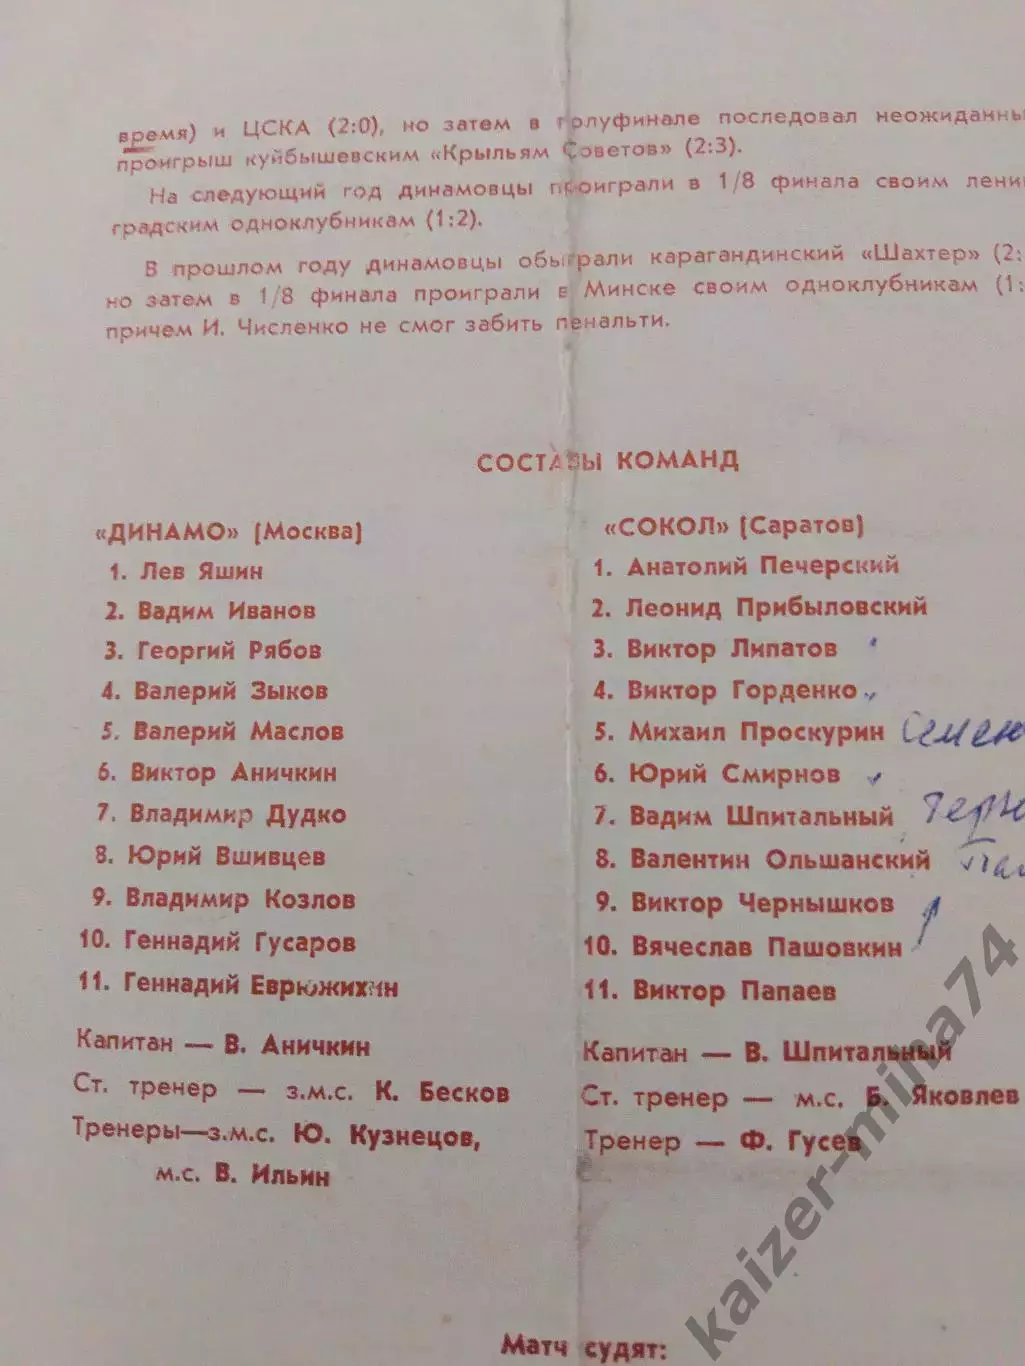 время) и ЦСКА (2:0), но затем в полуфинале последовал неожиданны
проигрыш куйбышевским «Крыльям Советов» (2:3).
На следующий год динамовцы проиграли в 1/8 финала своим лени
градским одноклубникам (1:2).
В прошлом году динамовцы обыграли карагандинский «Шахтер» (2:
но затем в 1/8 финала проиграли в Минске своим одноклубникам (1:
причем И. Численко не смог забить пенальти.
СОСТАВЫ КОМАНД
«ДИНАМО» (Москва)
1. Лев Яшин
2. Вадим Иванов
3. Георгий Рябов
4. Валерий Зыков
5. Валерий Маслов
6. Виктор Аничкин
7. Владимир Дудко
8. Юрий Вшивцев
9. Владимир Козлов
10. Геннадий Гусаров
11. Геннадий Еврюжихин
Капитан — В. Аничкин
Ст. тренер — з.м.с. К. Бесков
Тренеры—з.м.с. Ю. Кузнецов,
м.с. В. Ильин
«СОКОЛ» (Саратов)
1. Анатолий Печерский
2. Леонид Прибыловский
3. Виктор Липатов
4. Виктор Горденко
5. Михаил Проскурин Семен
6. Юрий Смирнов
7. Вадим Шпитальный
8. Валентин Ольшанский
9. Виктор Чернышков
10. Вячеслав Пашовкин
11. Виктор Папаев
Капитан — В. Шпитальный
Ст. тренер — м.с. Б. Яковлев
Тренер — Ф. Гусев
Матч судят:
kaizer-mina74